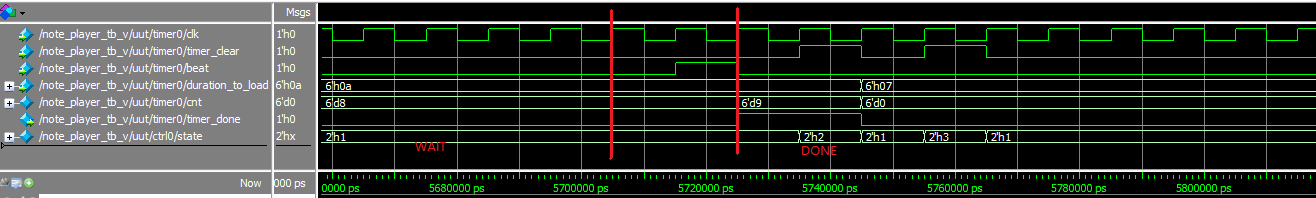 Msgs
/note_player_tb_v/uut/timer0/clk 1'h0
/note_player_tb_v/uut/timer0/timer_clear 1'h0
/note_player_tb_v/uut/timer0/beat 1'h0
/note_player_tb_v/uut/timer0/duration_to_load 6'h0a 6'h0a 6'h07
/note_player_tb_v/uut/timer0/cnt 6'd0 6'd8 6'd9 6'd0
/note_player_tb_v/uut/timer0/timer_done 1'h0
/note_player_tb_v/uut/ctrl0/state 2'hx 2'h1 2'h2 2'h1 2'h3 2'h1
WAIT DONE
Now 000 ps 0000 ps 5680000 ps 5700000 ps 5720000 ps 5740000 ps 5760000 ps 5780000 ps 5800000 ps